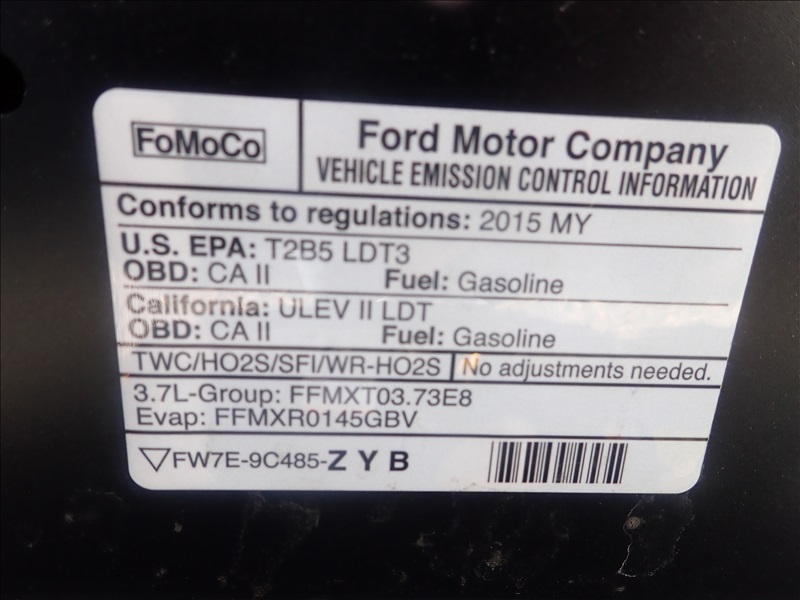 FoMoCo
Ford Motor Company
VEHICLE EMISSION CONTROL INFORMATION
Conforms to regulations: 2015 MY
U.S. EPA: T2B5 LDT3
OBD: CA II Fuel: Gasoline
California: ULEV II LDT
OBD: CA II Fuel: Gasoline
TWC/HO2S/SFI/WR-HO2S No adjustments needed.
3.7L-Group: FFMXT03.73E8
Evap: FFMXR0145GBV
FW7E-9C485-Z Y B